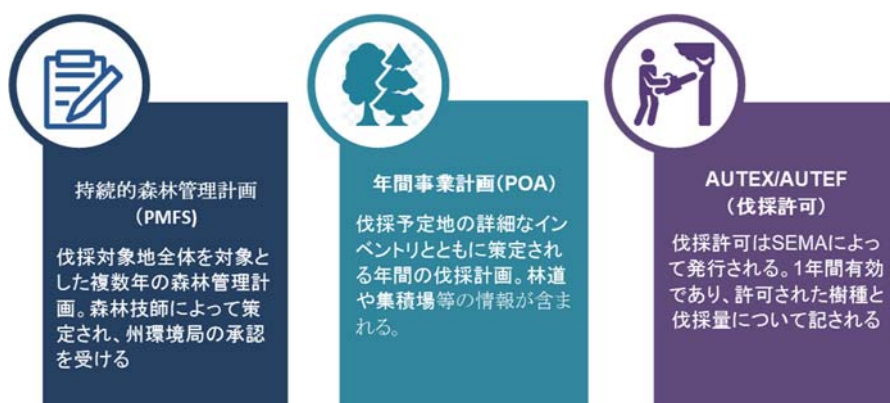 持続的森林管理計画
(PMFS)
伐採対象地全体を対象と
した複数年の森林管理計
画。森林技師によって策
定され、州環境局の承認
を受ける
年間事業計画(POA)
伐採予定地の詳細なイン
ベントリとともに策定され
る年間の伐採計画。林道
や集積場等の情報が含ま
れる。
AUTEX/AUTEF
（伐採許可）
伐採許可はSEMAによっ
て発行される。1年間有効
であり、許可された樹種と
伐採量について記される